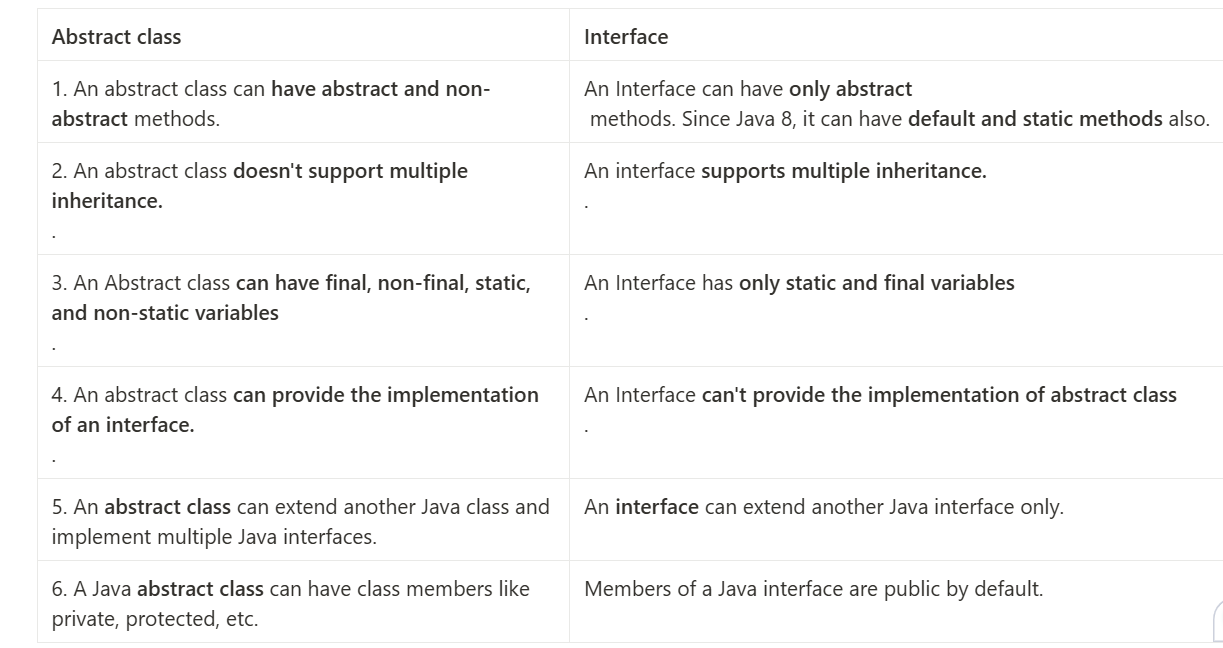 Abstract class
Interface
1. An abstract class can have abstract and non-
abstract methods.
An Interface can have only abstract
methods. Since Java 8, it can have default and static methods also.
2. An abstract class doesn't support multiple
inheritance.
.
An interface supports multiple inheritance.
.
3. An Abstract class can have final, non-final, static,
and non-static variables
.
An Interface has only static and final variables
.
4. An abstract class can provide the implementation
of an interface.
.
An Interface can't provide the implementation of abstract class
.
5. An abstract class can extend another Java class and
implement multiple Java interfaces.
An interface can extend another Java interface only.
6. A Java abstract class can have class members like
private, protected, etc.
Members of a Java interface are public by default.